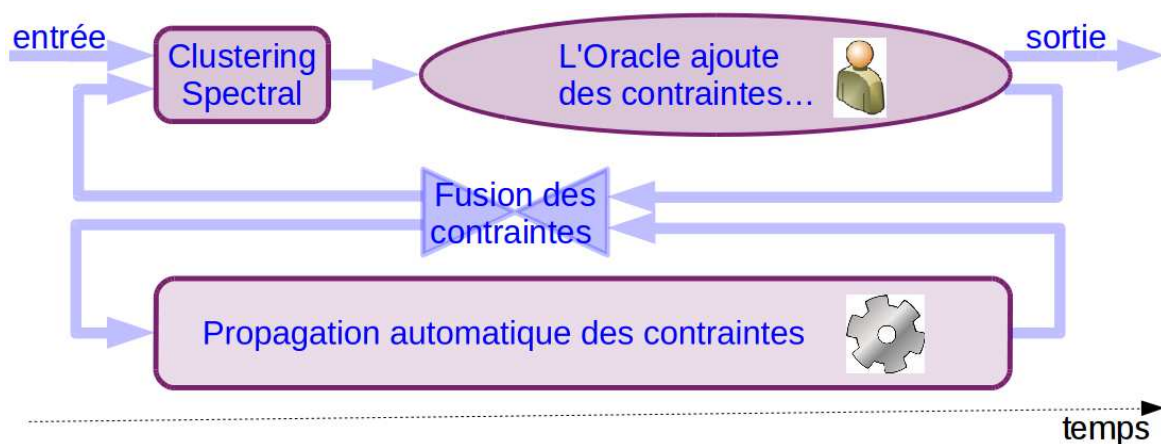 entrée
Clustering
Spectral
L'Oracle ajoute
des contraintes…
sortie
Fusion des
contraintes
Propagation automatique des contraintes
temps